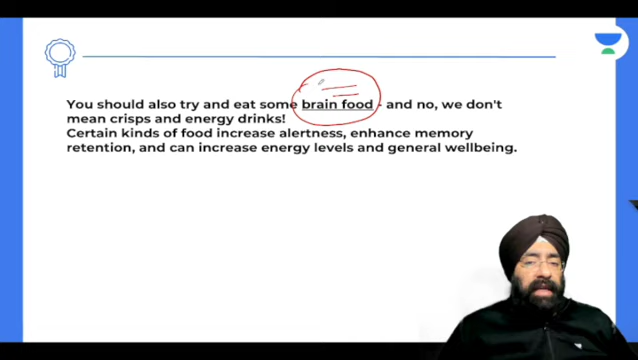 You should also try and eat some brain food - and no, we don't
mean crisps and energy drinks!
Certain kinds of food increase alertness, enhance memory
retention, and can increase energy levels and general wellbeing.